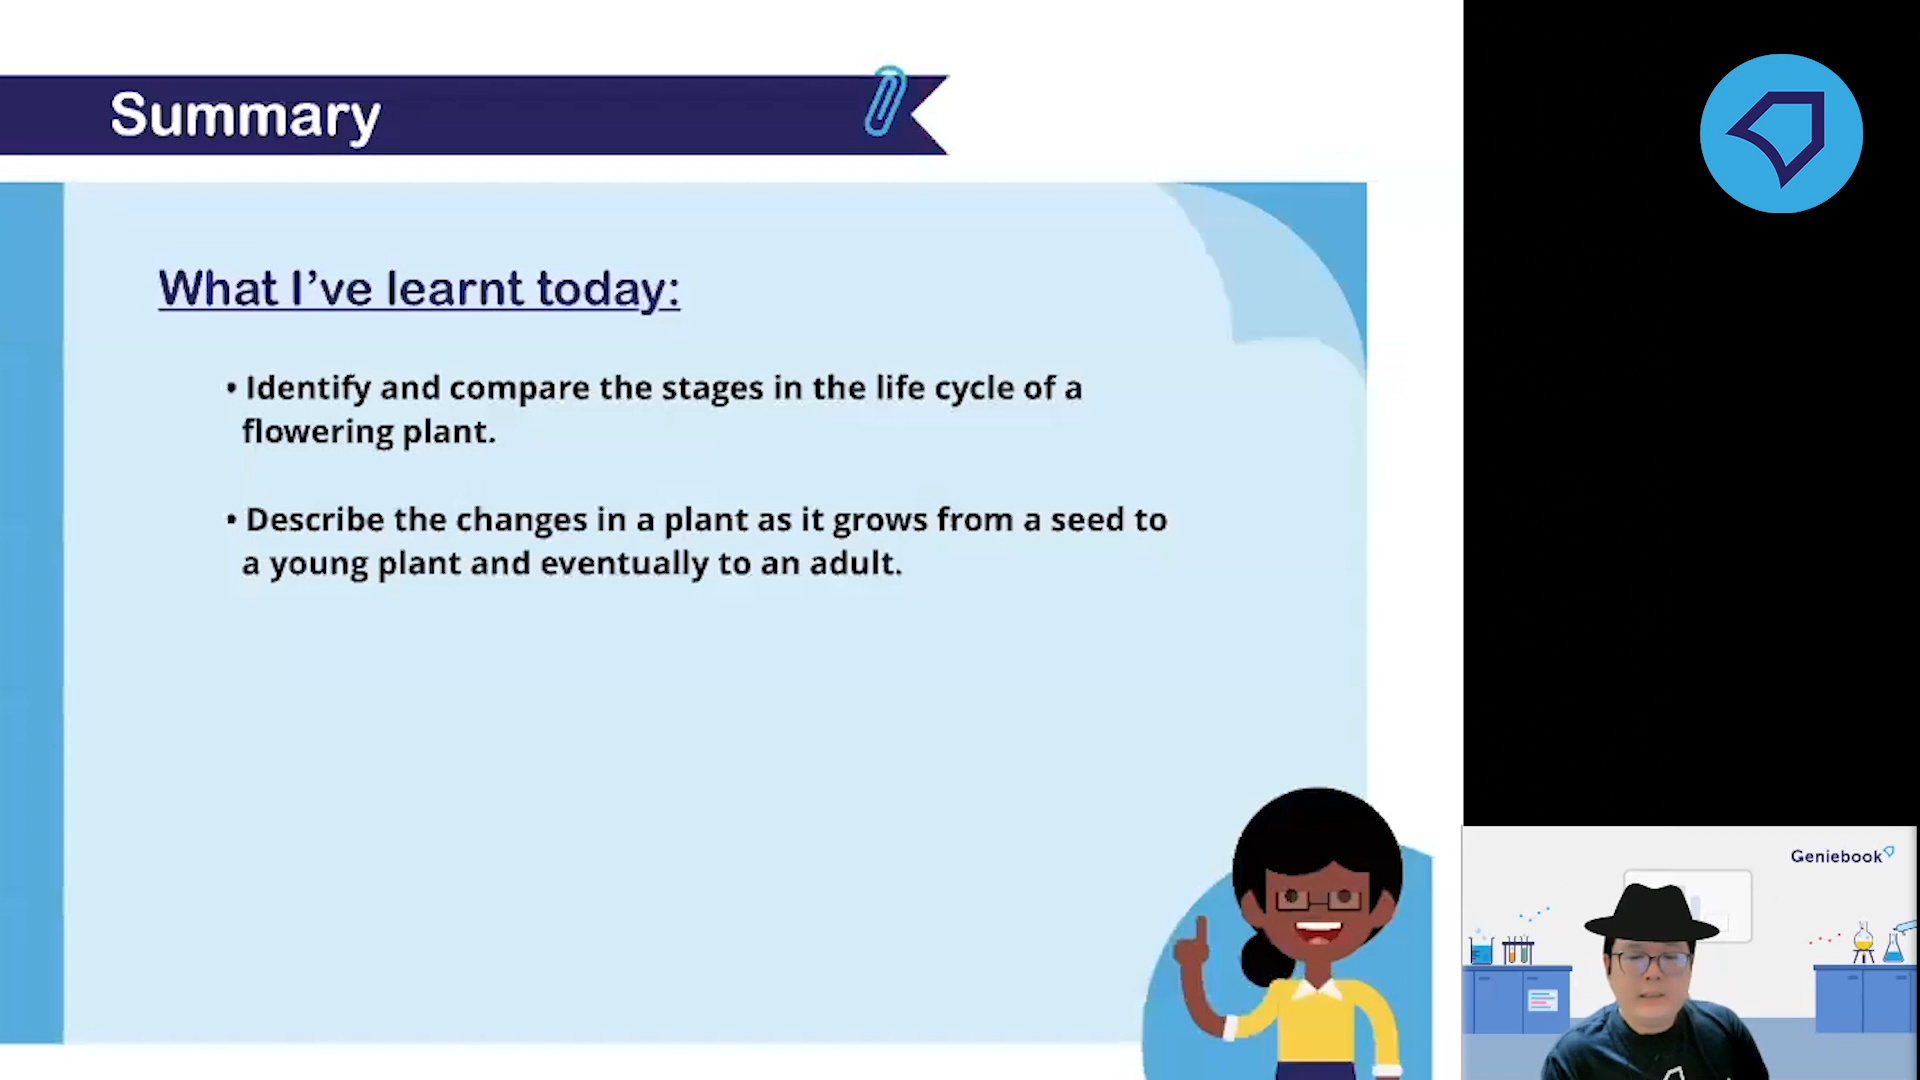 Summary
What I've learnt today:
• Identify and compare the stages in the life cycle of a
flowering plant.
• Describe the changes in a plant as it grows from a seed to
a young plant and eventually to an adult.
Geniebook